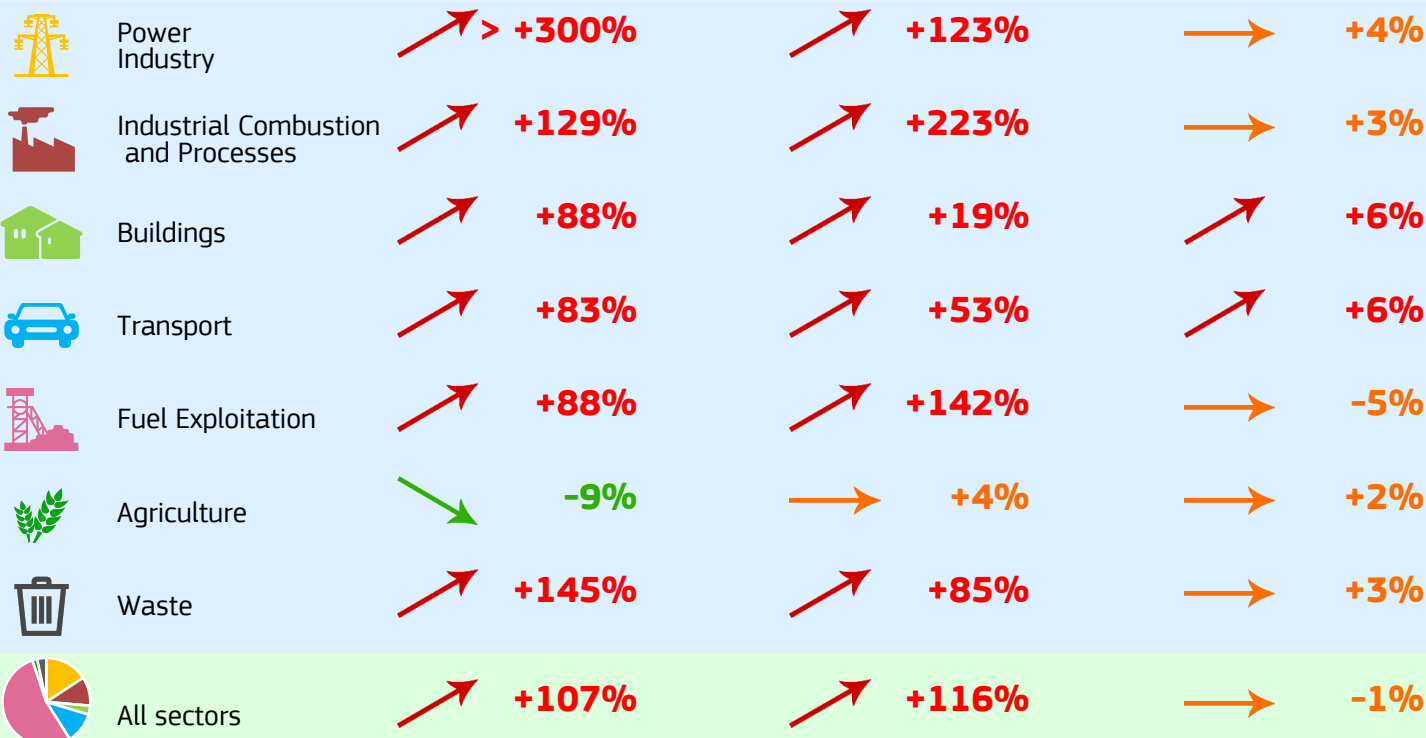 Power
Industry
> +300% +123% +4%
Industrial Combustion
and Processes
+129% +223% +3%
Buildings +88% +19% +6%
Transport +83% +53% +6%
Fuel Exploitation +88% +142% -5%
Agriculture -9% +4% +2%
Waste +145% +85% +3%
All sectors +107% +116% -1%